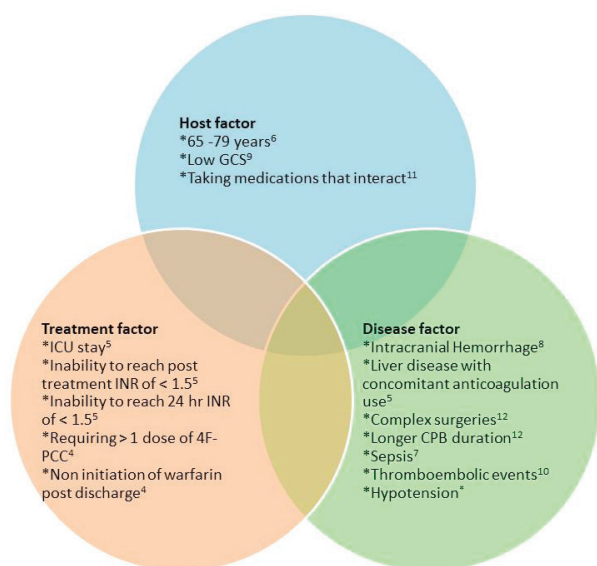 Host factor
*65 -79 years⁶
*Low GCS⁹
*Taking medications that interact¹¹
Treatment factor
*ICU stay⁵
*Inability to reach post
treatment INR of < 1.5⁵
*Inability to reach 24 hr INR
of < 1.5⁵
*Requiring > 1 dose of 4F-
PCC⁴
*Non initiation of warfarin
post discharge⁴
Disease factor
*Intracranial Hemorrhage⁸
*Liver disease with
concomitant anticoagulation
use⁵
*Complex surgeries¹²
*Longer CPB duration¹²
*Sepsis⁷
*Thromboembolic events¹⁰
*Hypotension*